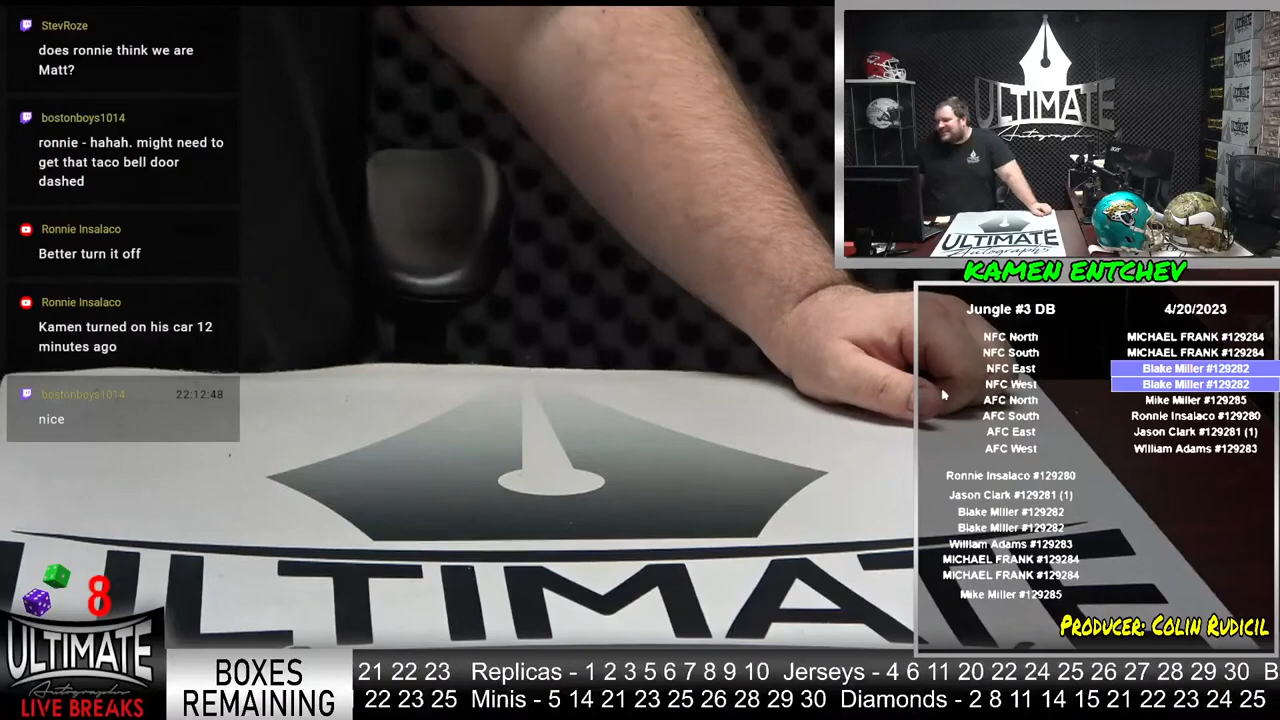 StevRoze
does ronnie think we are
Matt?
bostonboys1014
ronnie - hahah. might need to
get that taco bell door
dashed
Ronnie Insalaco
Better turn it off
Ronnie Insalaco
Kamen turned on his car 12
minutes ago
bostonboys1014 22:12:48
nice
ULTIMATE
ULTIMATE
Autographs
KAMEN ENTCHEV
Jungle #3 DB 4/20/2023
NFC North MICHAEL FRANK #129284
NFC South MICHAEL FRANK #129284
NFC East Blake Miller #129282
NFC West Blake Miller #129282
AFC North Mike Miller #129285
AFC South Ronnie Insalaco #129280
AFC East Jason Clark #129281 (1)
AFC West William Adams #129283
Ronnie Insalaco #129280
Jason Clark #129281 (1)
Blake Miller #129282
Blake Miller #129282
William Adams #129283
MICHAEL FRANK #129284
MICHAEL FRANK #129284
Mike Miller #129285
PRODUCER: COLIN RUDICIL
ULTIMA
8
ULTIMATE
Autographs
LIVE BREAKS
BOXES
REMAINING
21 22 23 Replicas - 1 2 3 5 6 7 8 9 10 Jerseys - 4 6 11 20 22 24 25 26 27 28 29 30 B
22 23 25 Minis - 5 14 21 23 25 26 28 29 30 Diamonds - 2 8 11 14 15 21 22 23 24 25